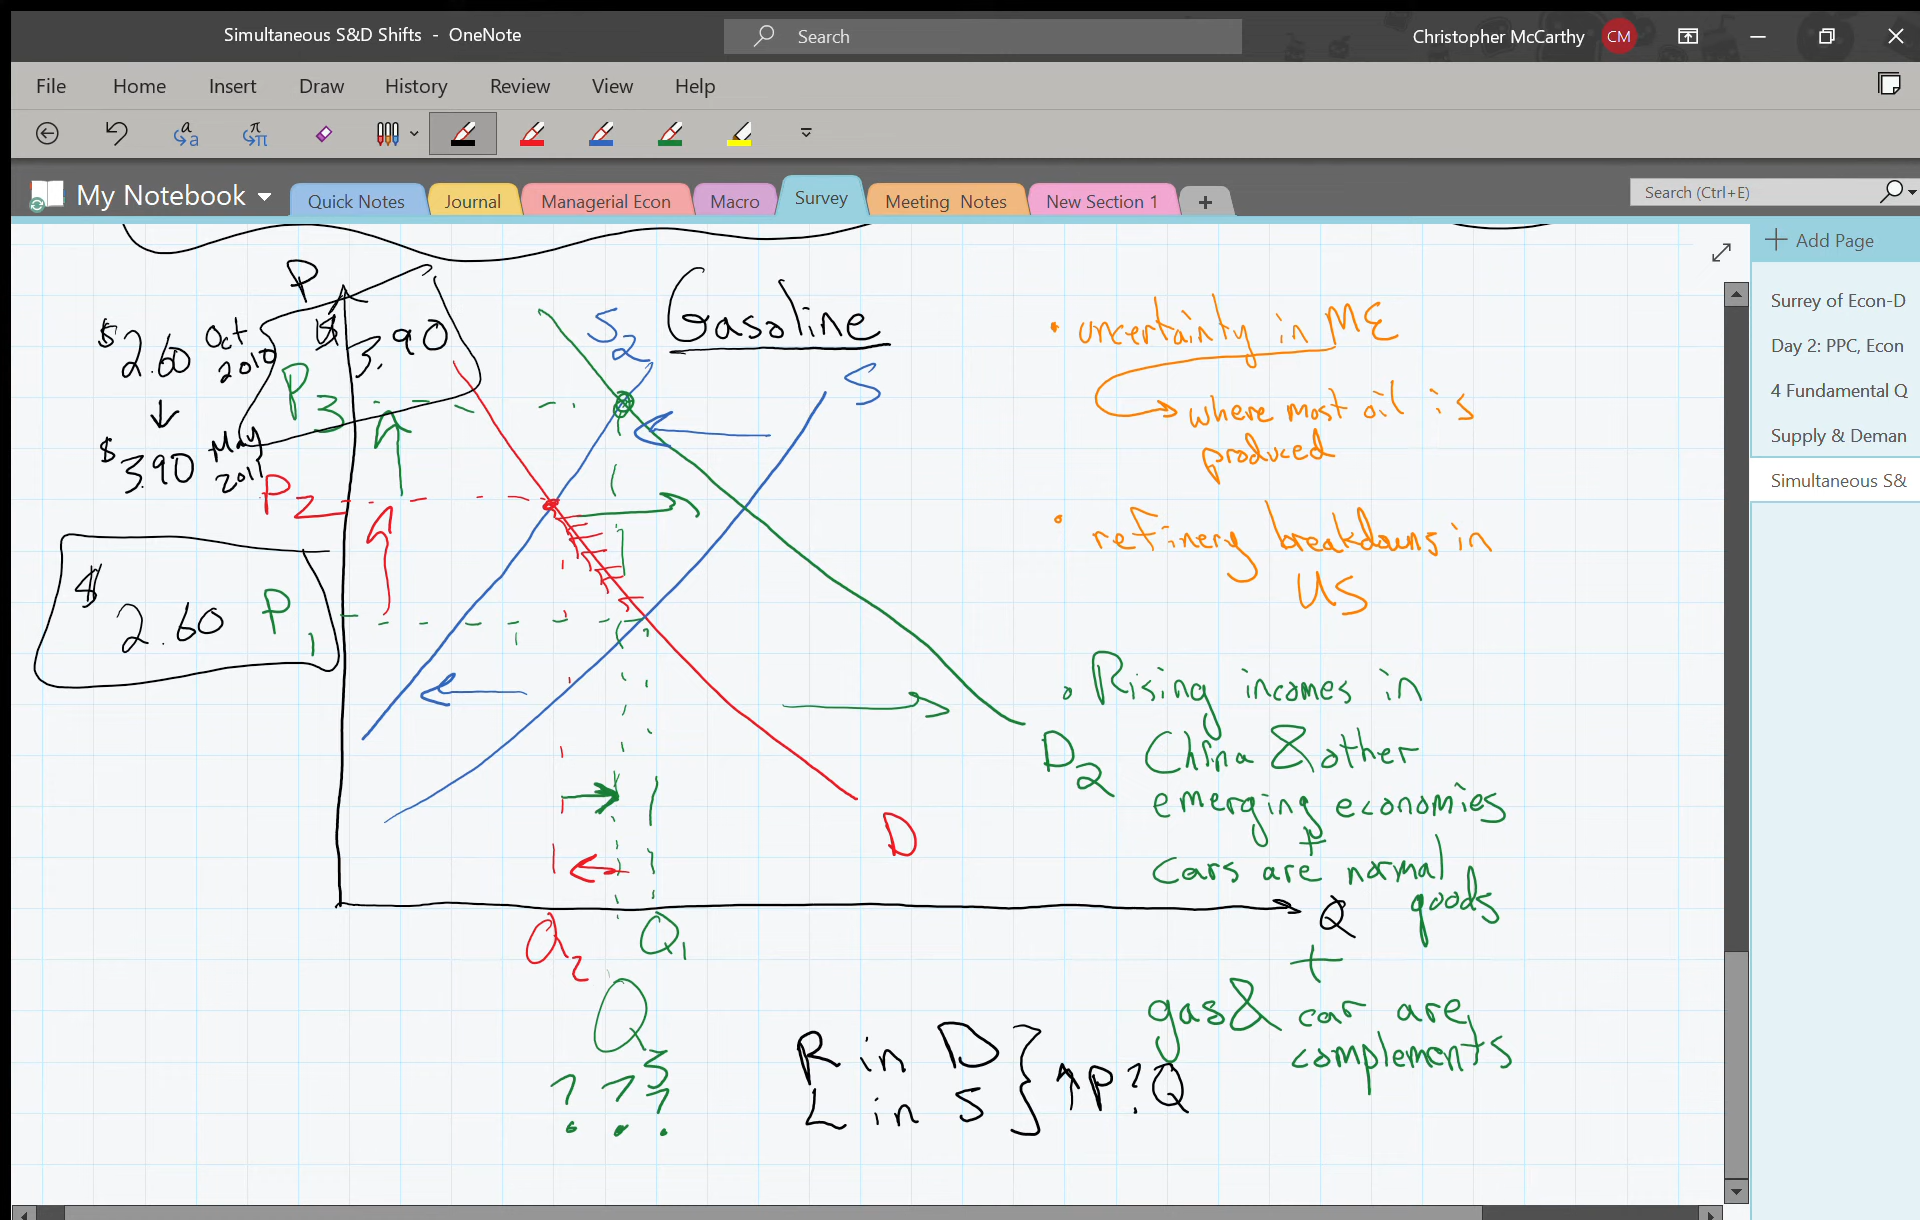 Simultaneous S&D Shifts - OneNote
Search
Christopher McCarthy
CM
File Home Insert Draw History Review View Help
My Notebook
Quick Notes
Journal
Managerial Econ
Macro
Survey
Meeting Notes
New Section 1
+
Search (Ctrl+E)
Add Page
Surrey of Econ-D
Day 2: PPC, Econ
4 Fundamental Q
Supply & Deman
Simultaneous S&
P
Gasoline
$2.60 Oct 2010
↓
$3.90 May 2011
$ 3.90
P3
P2
$ 2.60 P1
S2
S
D2
D
Q2
Q1
Q3
? ? ?
Q
• uncertainty in ME
→ where most oil is
produced
• refinery breakdowns in
US
• Rising incomes in
China & other
emerging economies
+
cars are normal
goods
+
gas & car are
complements
R in D
L in S
} ↑P ?Q